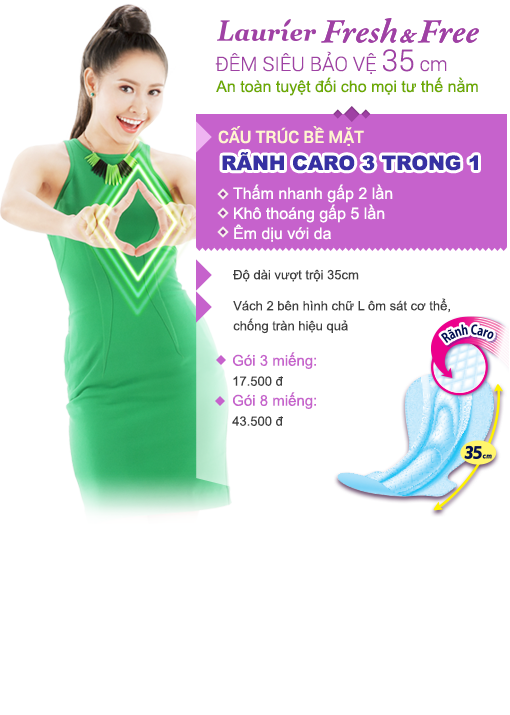 Laurier Fresh & Free
ĐÊM SIÊU BẢO VỆ 35 cm
An toàn tuyệt đối cho mọi tư thế nằm
CẤU TRÚC BỀ MẶT
RÃNH CARO 3 TRONG 1
Thấm nhanh gấp 2 lần
Khô thoáng gấp 5 lần
Êm dịu với da
Độ dài vượt trội 35cm
Vách 2 bên hình chữ L ôm sát cơ thể,
chống tràn hiệu quả
Gói 3 miếng:
17.500 đ
Gói 8 miếng:
43.500 đ
Rãnh Caro
35cm